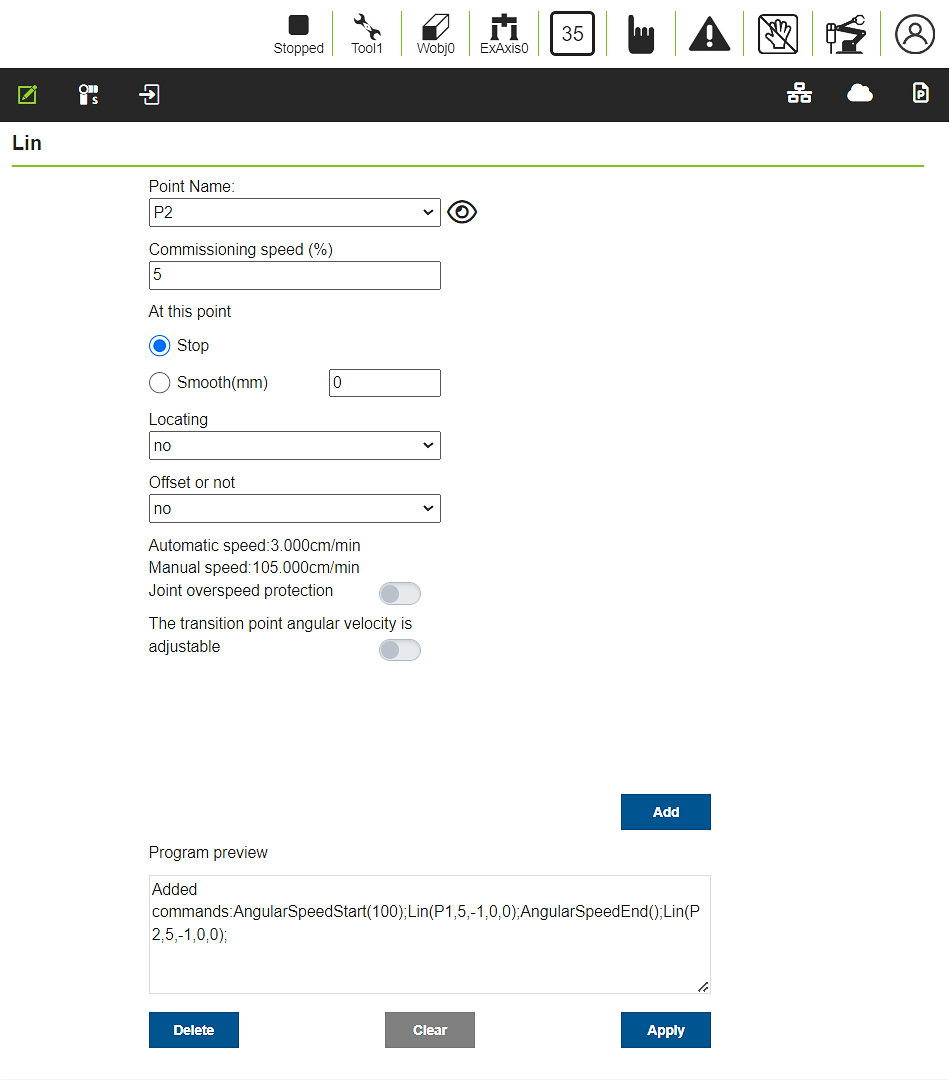 Stopped
Tool1
Wobj0
ExAxis0
35
S
P
Lin
Point Name:
P2
Commissioning speed (%)
5
At this point
Stop
Smooth(mm)
0
Locating
no
Offset or not
no
Automatic speed:3.000cm/min
Manual speed:105.000cm/min
Joint overspeed protection
The transition point angular velocity is
adjustable
Add
Program preview
Added
commands:AngularSpeedStart(100);Lin(P1,5,-1,0,0);AngularSpeedEnd();Lin(P
2,5,-1,0,0);
Delete
Clear
Apply